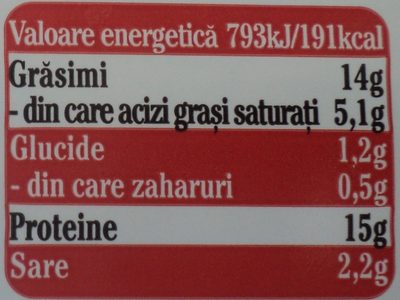 Valoare energetică 793kJ/191kcal
Grăsimi 14g
- din care acizi grași saturați 5,1g
Glucide 1,2g
- din care zaharuri 0,5g
Proteine 15g
Sare 2,2g